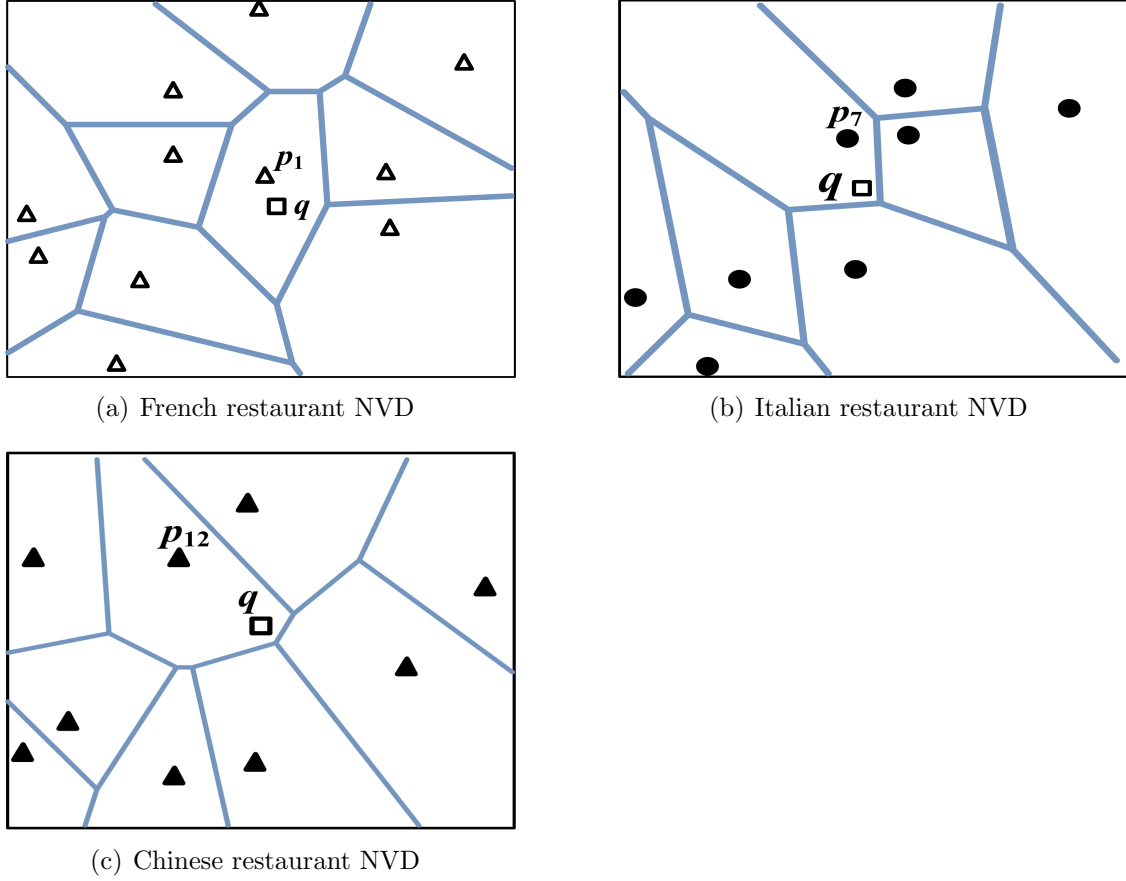 p1
q
(a) French restaurant NVD
p7
q
(b) Italian restaurant NVD
p12
q
(c) Chinese restaurant NVD